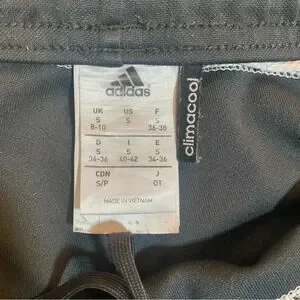 adidas
UK US F
S S S
8-10 36-38
D I E
S S S
34-36 40-42 34-36
CDN J
S/P OT
MADE IN VIETNAM
climacool